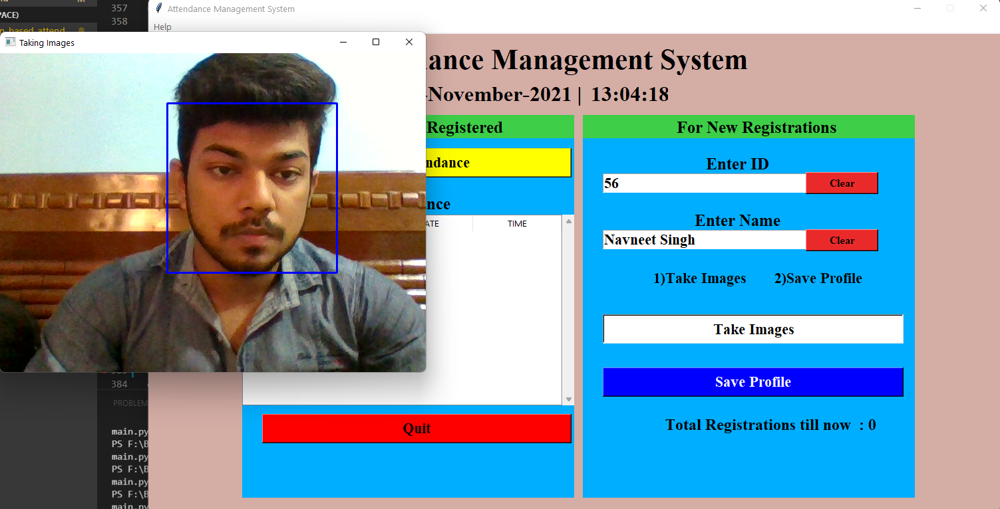 357
358
PACE)
n-based-attend
Attendance Management System
Help
Taking Images
ance Management System
-November-2021 | 13:04:18
Registered
ndance
nce
ATE TIME
Quit
For New Registrations
Enter ID
56 Clear
Enter Name
Navneet Singh Clear
1)Take Images 2)Save Profile
Take Images
Save Profile
Total Registrations till now : 0
384
PROBLEM
main.py
PS F:\B
main.py
PS F:\B
main.py
PS F:\B
main.py